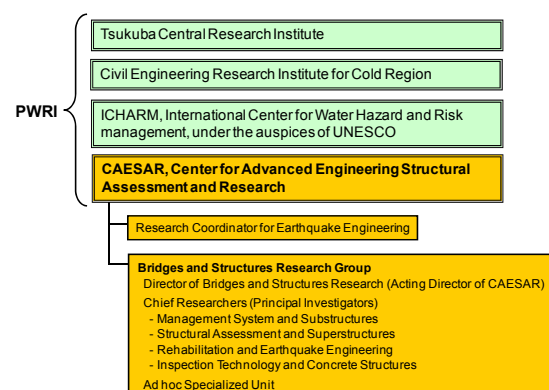 Tsukuba Central Research Institute
Civil Engineering Research Institute for Cold Region
PWRI
ICHARM, International Center for Water Hazard and Risk
management, under the auspices of UNESCO
CAESAR, Center for Advanced Engineering Structural
Assessment and Research
Research Coordinator for Earthquake Engineering
Bridges and Structures Research Group
Director of Bridges and Structures Research (Acting Director of CAESAR)
Chief Researchers (Principal Investigators)
- Management System and Substructures
- Structural Assessment and Superstructures
- Rehabilitation and Earthquake Engineering
- Inspection Technology and Concrete Structures
Ad hoc Specialized Unit